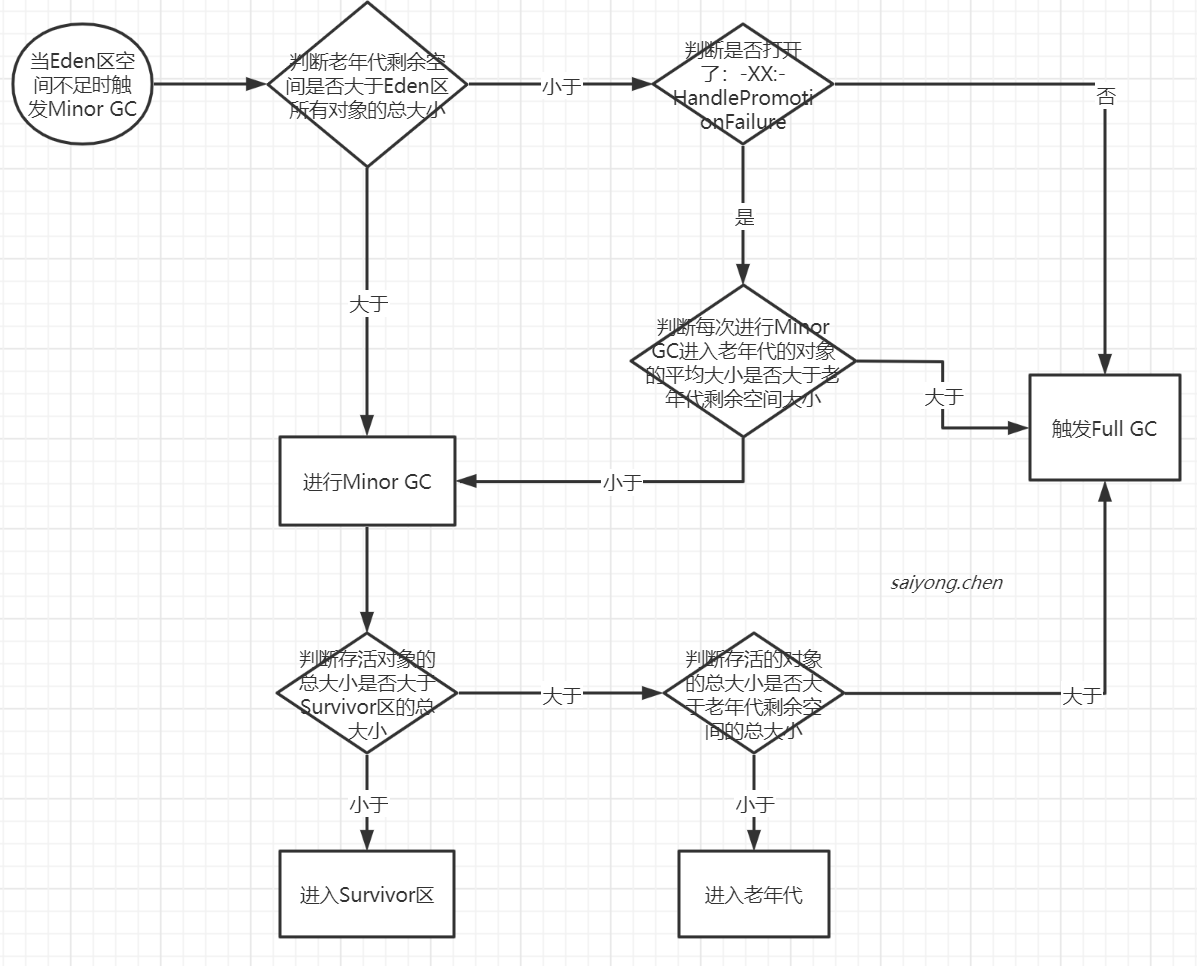 当Eden区空
间不足时触
发Minor GC
判断老年代剩余空
间是否大于Eden区
所有对象的总大小
小于
判断是否打开
了：-XX:-
HandlePromoti
onFailure
否
大于
是
判断每次进行Minor
GC进入老年代的对象
的平均大小是否大于老
年代剩余空间大小
大于
触发Full GC
进行Minor GC
小于
saiyong.chen
判断存活对象的
总大小是否大于
Survivor区的总
大小
大于
判断存活的对象
的总大小是否大
于老年代剩余空
间的总大小
大于
小于
小于
进入Survivor区
进入老年代